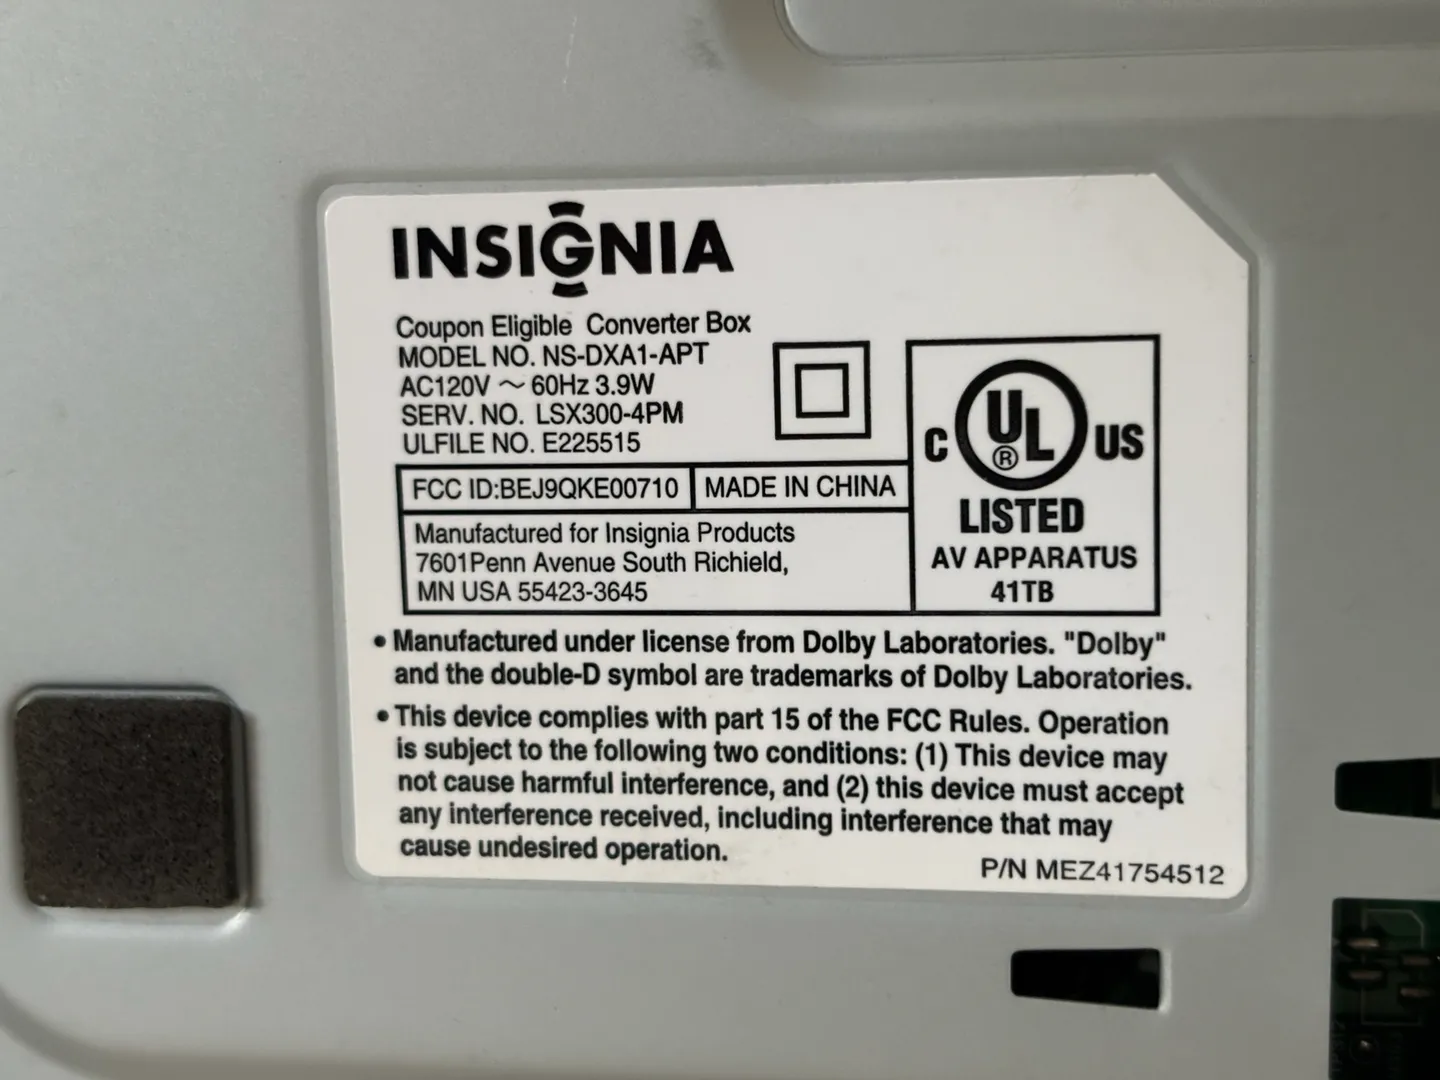 INSIGNIA
Coupon Eligible Converter Box
MODEL NO. NS-DXA1-APT
AC120V ～ 60Hz 3.9W
SERV. NO. LSX300-4PM
ULFILE NO. E225515
FCC ID:BEJ9QKE00710
MADE IN CHINA
Manufactured for Insignia Products
7601Penn Avenue South Richield,
MN USA 55423-3645
C UL ® US
LISTED
AV APPARATUS
41TB
• Manufactured under license from Dolby Laboratories. "Dolby"
and the double-D symbol are trademarks of Dolby Laboratories.
• This device complies with part 15 of the FCC Rules. Operation
is subject to the following two conditions: (1) This device may
not cause harmful interference, and (2) this device must accept
any interference received, including interference that may
cause undesired operation.
P/N MEZ41754512